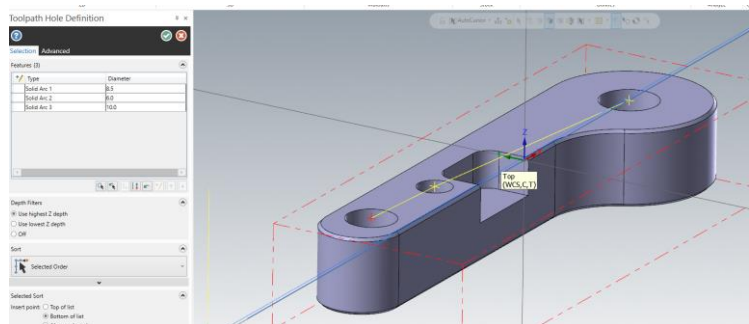 Toolpath Hole Definition
AutoCursor
Selection Advanced
Features: (3)
Type Diameter
Solid Arc 1 8.5
Solid Arc 2 6.0
Solid Arc 3 10.0
Depth Filters
Use highest Z depth
Use lowest Z depth
Off
Sort
Selected Order
Selected Sort
Insert point: Top of list
Bottom of list
Z
Top
(WCS,C,T)